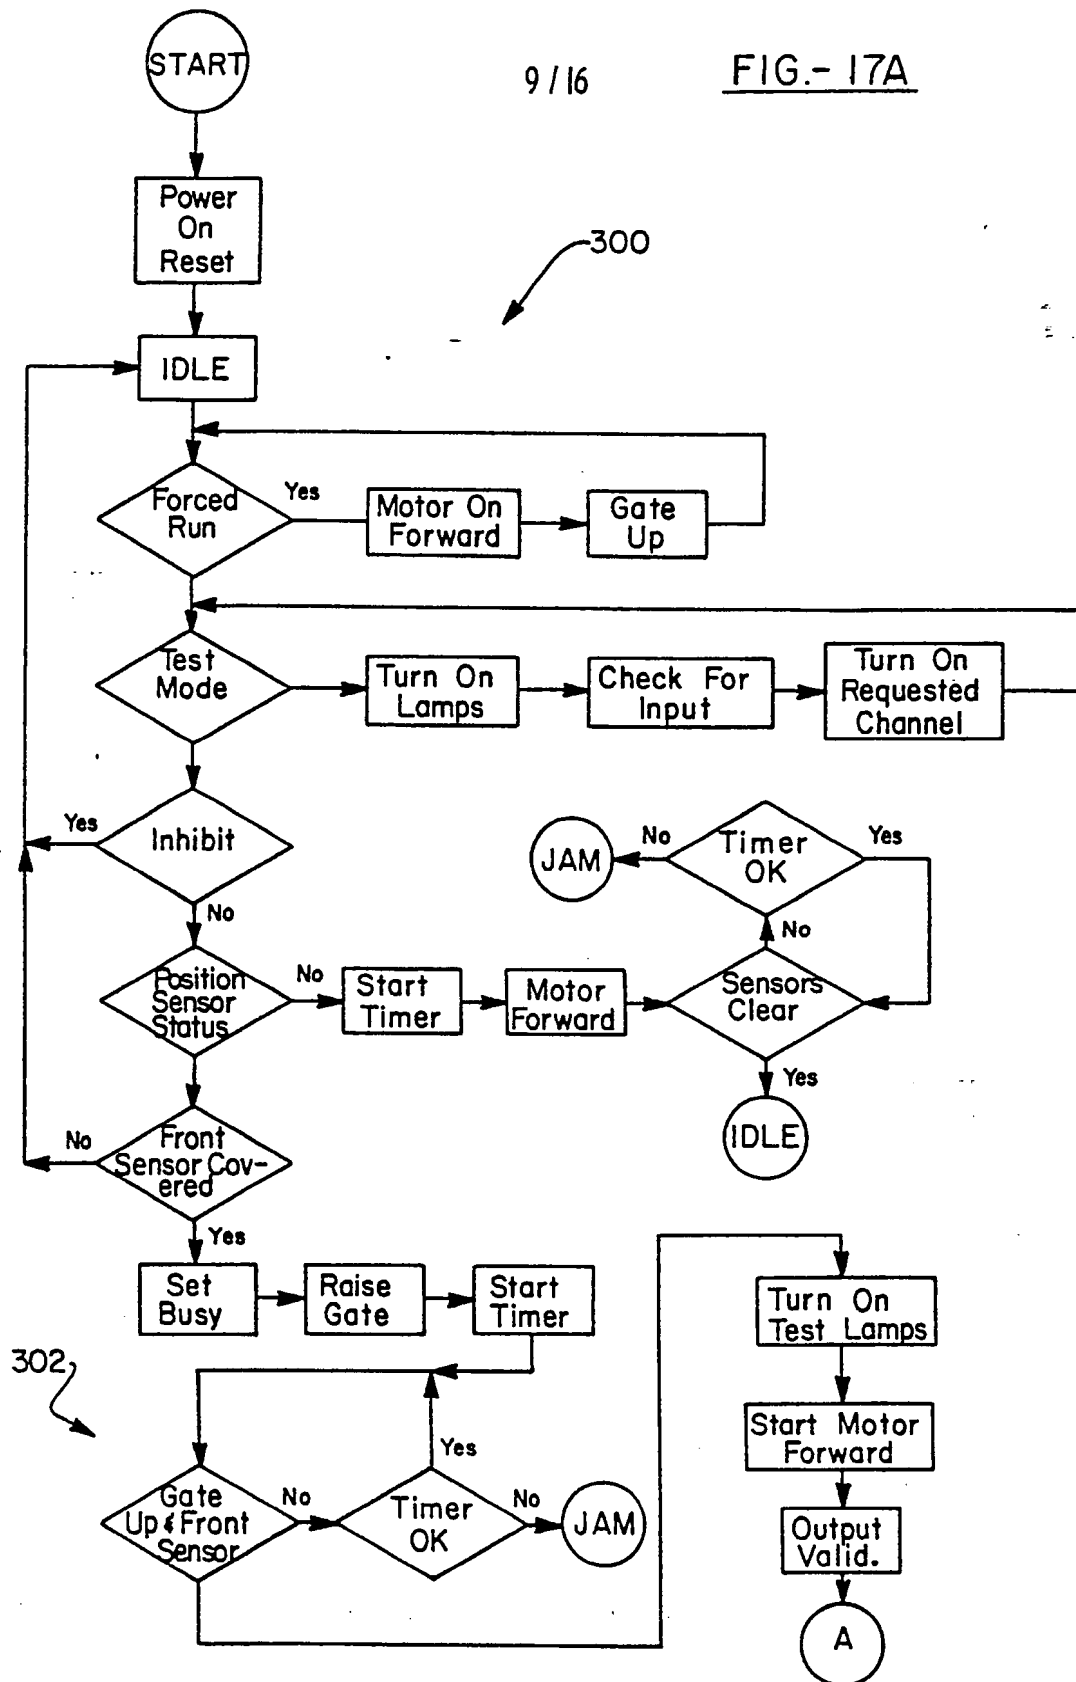 START
9/16
FIG.- 17A
Power
On
Reset
300
IDLE
Forced
Run
Yes
Motor On
Forward
Gate
Up
Test
Mode
Turn On
Lamps
Check For
Input
Turn On
Requested
Channel
Yes
Inhibit
No
JAM
No
Timer
OK
Yes
No
Position
Sensor
Status
No
Start
Timer
Motor
Forward
Sensors
Clear
Yes
IDLE
No
Front
Sensor Cov-
ered
Yes
Set
Busy
Raise
Gate
Start
Timer
Turn On
Test Lamps
302
Start Motor
Forward
Yes
Gate
Up & Front
Sensor
No
Timer
OK
No
JAM
Output
Valid.
A